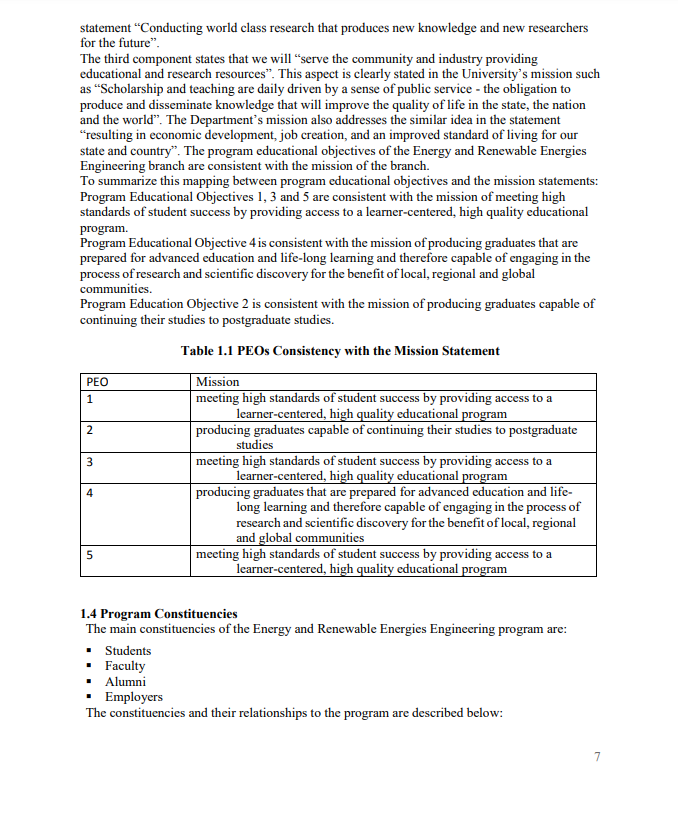 statement “Conducting world class research that produces new knowledge and new researchers
for the future”.
The third component states that we will “serve the community and industry providing
educational and research resources”. This aspect is clearly stated in the University’s mission such
as “Scholarship and teaching are daily driven by a sense of public service - the obligation to
produce and disseminate knowledge that will improve the quality of life in the state, the nation
and the world”. The Department’s mission also addresses the similar idea in the statement
“resulting in economic development, job creation, and an improved standard of living for our
state and country”. The program educational objectives of the Energy and Renewable Energies
Engineering branch are consistent with the mission of the branch.
To summarize this mapping between program educational objectives and the mission statements:
Program Educational Objectives 1, 3 and 5 are consistent with the mission of meeting high
standards of student success by providing access to a learner-centered, high quality educational
program.
Program Educational Objective 4 is consistent with the mission of producing graduates that are
prepared for advanced education and life-long learning and therefore capable of engaging in the
process of research and scientific discovery for the benefit of local, regional and global
communities.
Program Education Objective 2 is consistent with the mission of producing graduates capable of
continuing their studies to postgraduate studies.
Table 1.1 PEOs Consistency with the Mission Statement
PEO Mission
1 meeting high standards of student success by providing access to a
learner-centered, high quality educational program
2 producing graduates capable of continuing their studies to postgraduate
studies
3 meeting high standards of student success by providing access to a
learner-centered, high quality educational program
4 producing graduates that are prepared for advanced education and life-
long learning and therefore capable of engaging in the process of
research and scientific discovery for the benefit of local, regional
and global communities
5 meeting high standards of student success by providing access to a
learner-centered, high quality educational program
1.4 Program Constituencies
The main constituencies of the Energy and Renewable Energies Engineering program are:
▪ Students
▪ Faculty
▪ Alumni
▪ Employers
The constituencies and their relationships to the program are described below:
7